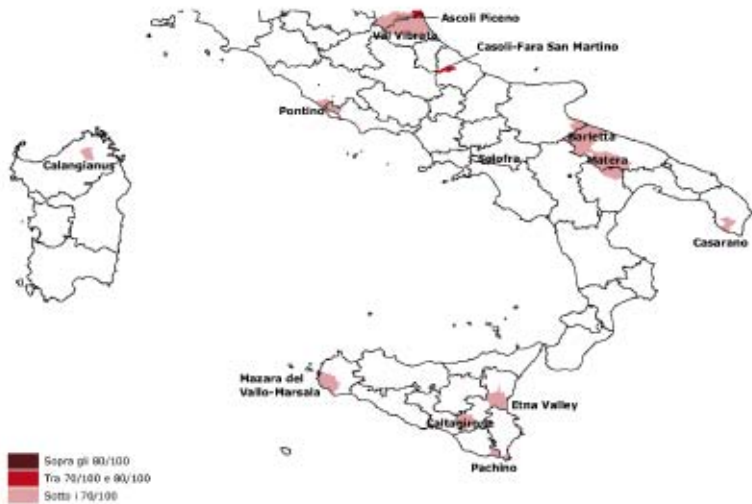 Ascoli Piceno
Val Vibrata
Casoli-Fara San Martino
Pontino
Barletta
Calangianus
Solofra
Matera
Casarano
Mazara del
Vallo-Marsala
Etna Valley
Caltagirone
Pachino
Sopra gli 80/100
Tra 70/100 e 80/100
Sotto i 70/100